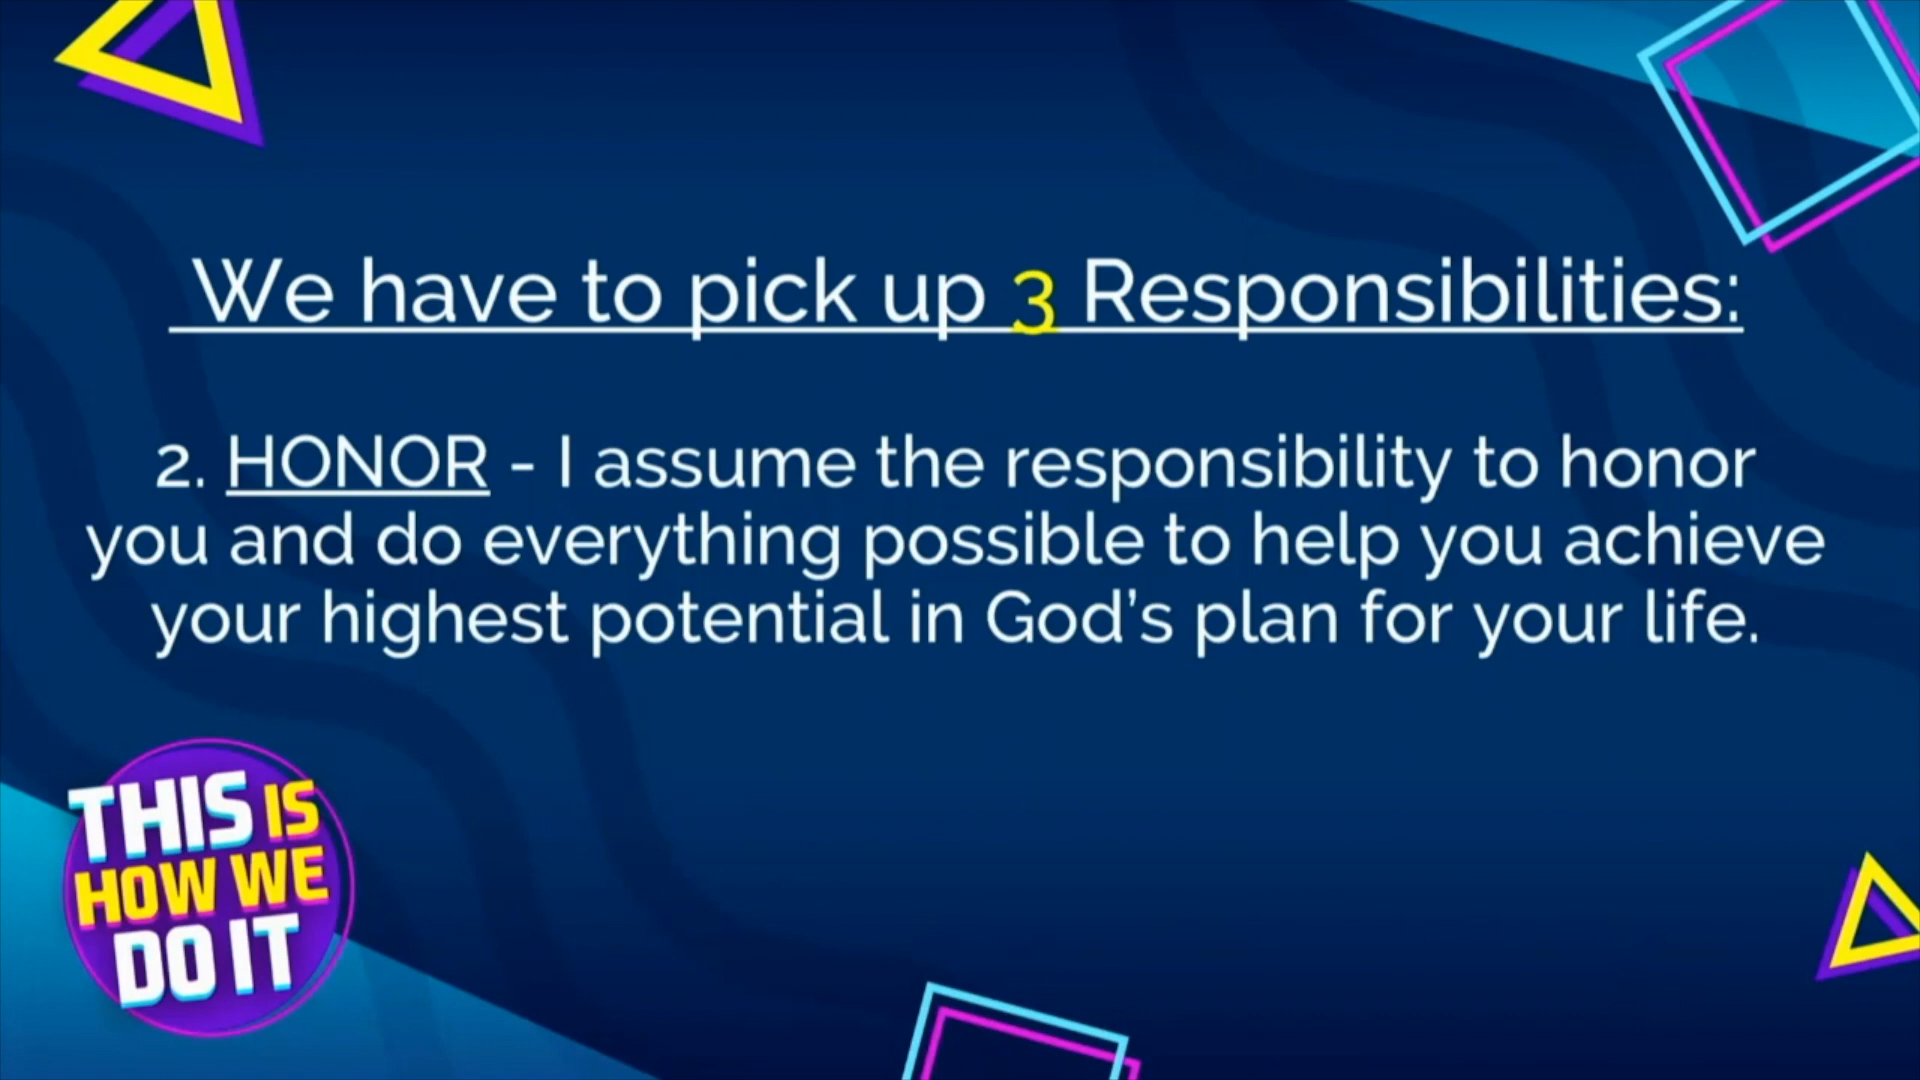 We have to pick up 3 Responsibilities:
2. HONOR - I assume the responsibility to honor
you and do everything possible to help you achieve
your highest potential in God’s plan for your life.
THIS IS
HOW WE
DO IT